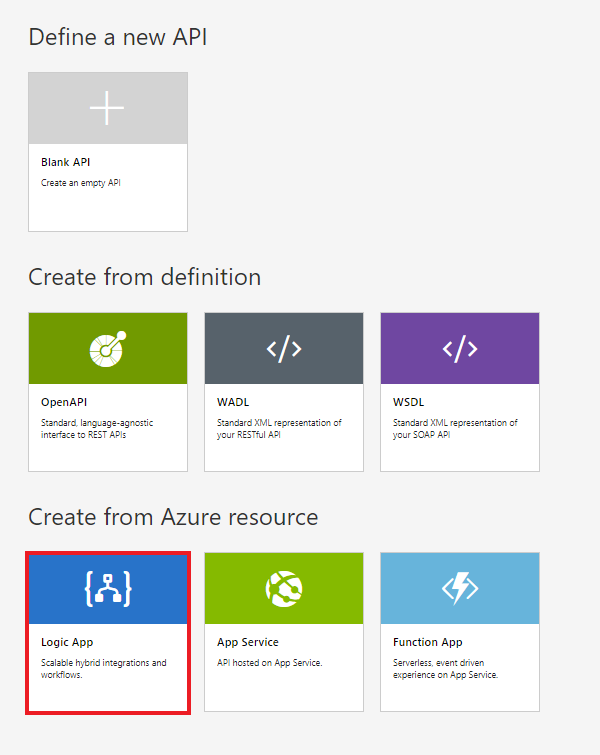 Define a new API
Blank API
Create an empty API
Create from definition
OpenAPI
Standard, language-agnostic
interface to REST APIs
WADL
Standard XML representation of
your RESTful API
WSDL
Standard XML representation of
your SOAP API
Create from Azure resource
Logic App
Scalable hybrid integrations and
workflows.
App Service
API hosted on App Service.
Function App
Serverless, event driven
experience on App Service.